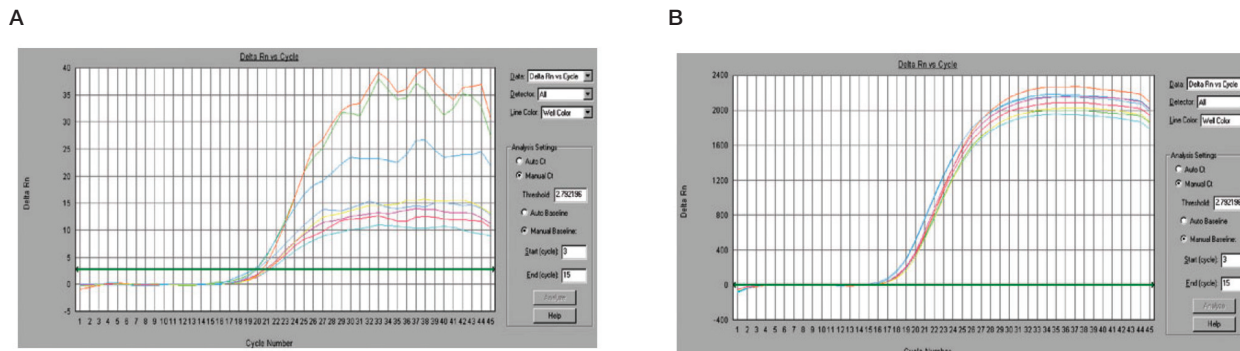 A
Delta Rn vs Cycle
Data: Delta Rn vs Cycle
Detector: All
Line Color: Well Color
Analysis Settings
Auto Ct
Manual Ct
Threshold: 2.792196
Auto Baseline
Manual Baseline:
Start (cycle): 3
End (cycle): 15
Analyze
Help
Delta Rn
40
35
30
25
20
15
10
5
0
-5
1 2 3 4 5 6 7 8 9 10 11 12 13 14 15 16 17 18 19 20 21 22 23 24 25 26 27 28 29 30 31 32 33 34 35 36 37 38 39 40 41 42 43 44 45
Cycle Number
B
Delta Rn vs Cycle
Data: Delta Rn vs Cycle
Detector: All
Line Color: Well Color
Analysis Settings
Auto Ct
Manual Ct
Threshold: 2.792196
Auto Baseline
Manual Baseline:
Start (cycle): 3
End (cycle): 15
Analyze
Help
Delta Rn
2400
2000
1600
1200
800
400
0
-400
1 2 3 4 5 6 7 8 9 10 11 12 13 14 15 16 17 18 19 20 21 22 23 24 25 26 27 28 29 30 31 32 33 34 35 36 37 38 39 40 41 42 43 44 45
Cycle Number